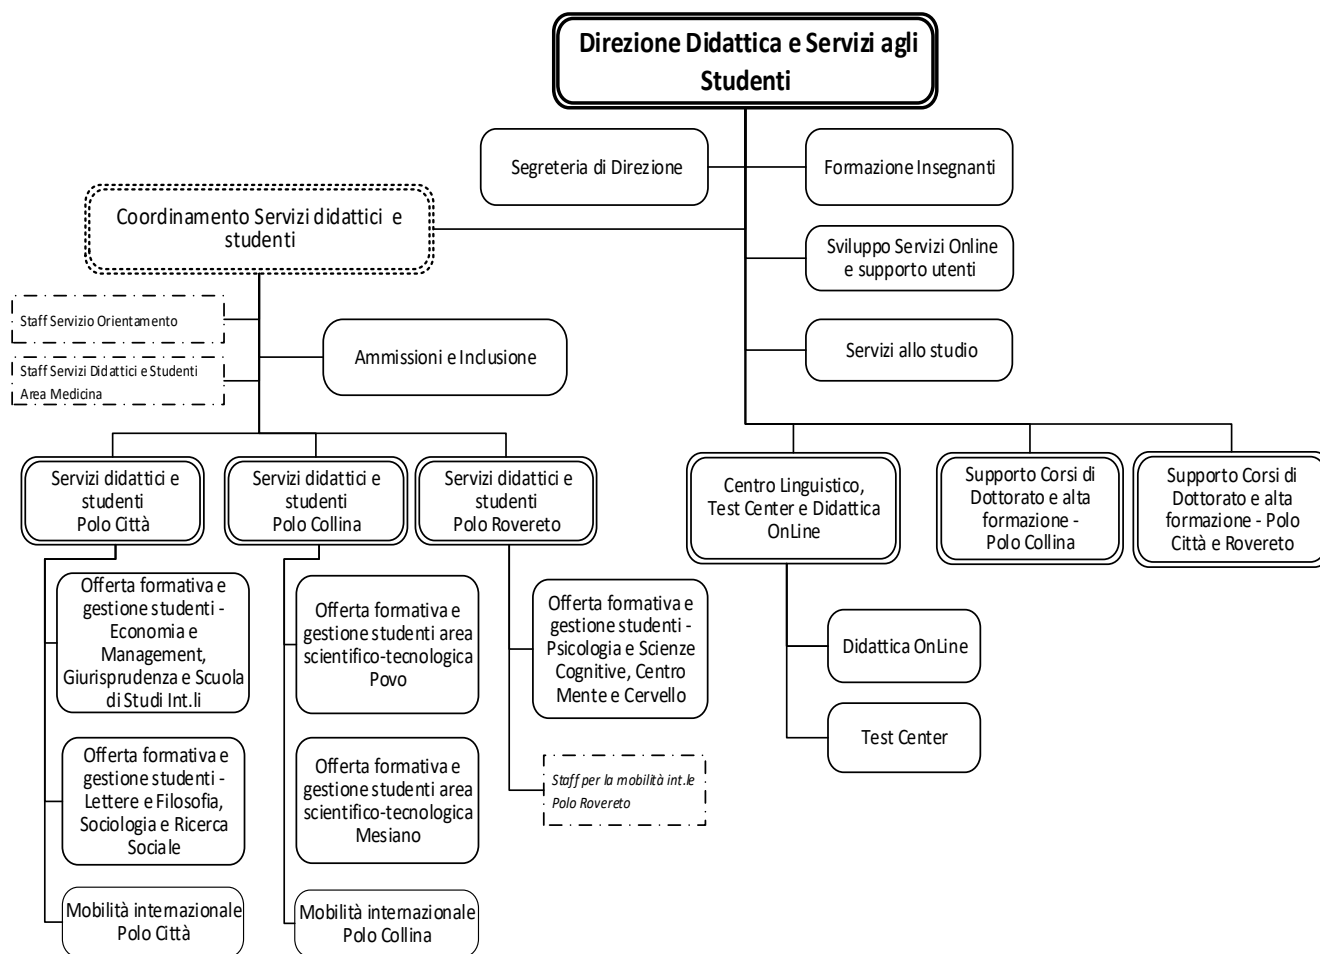 Direzione Didattica e Servizi agli
Studenti
Segreteria di Direzione
Formazione Insegnanti
Coordinamento Servizi didattici e
studenti
Sviluppo Servizi Online
e supporto utenti
Staff Servizio Orientamento
Ammissioni e Inclusione
Servizi allo studio
Staff Servizi Didattici e Studenti
Area Medicina
Servizi didattici e
studenti
Polo Città
Servizi didattici e
studenti
Polo Collina
Servizi didattici e
studenti
Polo Rovereto
Centro Linguistico,
Test Center e Didattica
OnLine
Supporto Corsi di
Dottorato e alta
formazione -
Polo Collina
Supporto Corsi di
Dottorato e alta
formazione - Polo
Città e Rovereto
Offerta formativa e
gestione studenti -
Economia e
Management,
Giurisprudenza e Scuola
di Studi Int.li
Offerta formativa e
gestione studenti area
scientifico-tecnologica
Povo
Offerta formativa e
gestione studenti -
Psicologia e Scienze
Cognitive, Centro
Mente e Cervello
Didattica OnLine
Test Center
Offerta formativa e
gestione studenti -
Lettere e Filosofia,
Sociologia e Ricerca
Sociale
Offerta formativa e
gestione studenti area
scientifico-tecnologica
Mesiano
Staff per la mobilità int.le
Polo Rovereto
Mobilità internazionale
Polo Città
Mobilità internazionale
Polo Collina